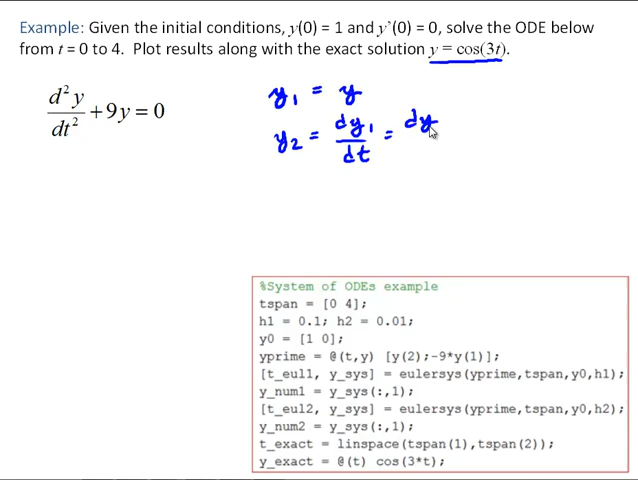 Example: Given the initial conditions, y(0) = 1 and y'(0) = 0, solve the ODE below
from t = 0 to 4. Plot results along with the exact solution y = cos(3t).
d²y/dt² + 9y = 0
y₁ = y
y₂ = dy₁/dt = dy
%System of ODEs example
tspan = [0 4];
h1 = 0.1; h2 = 0.01;
y0 = [1 0];
yprime = @(t,y) [y(2);-9*y(1)];
[t_eul1, y_sys] = eulersys(yprime,tspan,y0,h1);
y_num1 = y_sys(:,1);
[t_eul2, y_sys] = eulersys(yprime,tspan,y0,h2);
y_num2 = y_sys(:,1);
t_exact = linspace(tspan(1),tspan(2));
y_exact = @(t) cos(3*t);